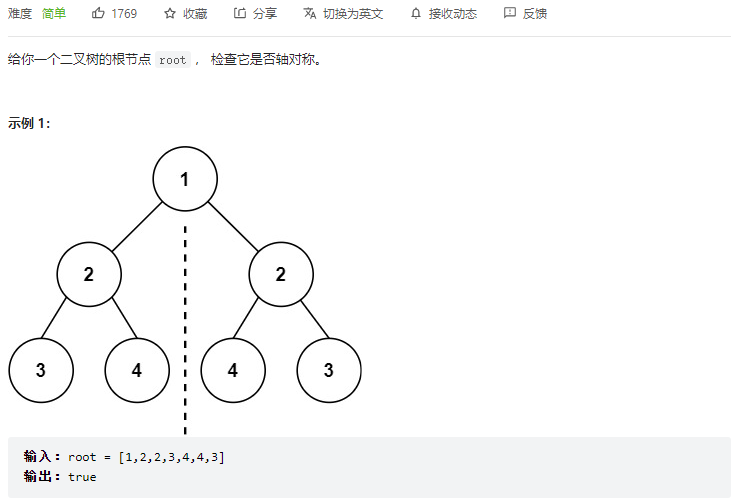 难度 简单 1769 收藏 分享 切换为英文 接收动态 反馈
给你一个二叉树的根节点 root ， 检查它是否轴对称。
示例 1：
1
2 2
3 4 4 3
输入：root = [1,2,2,3,4,4,3]
输出：true